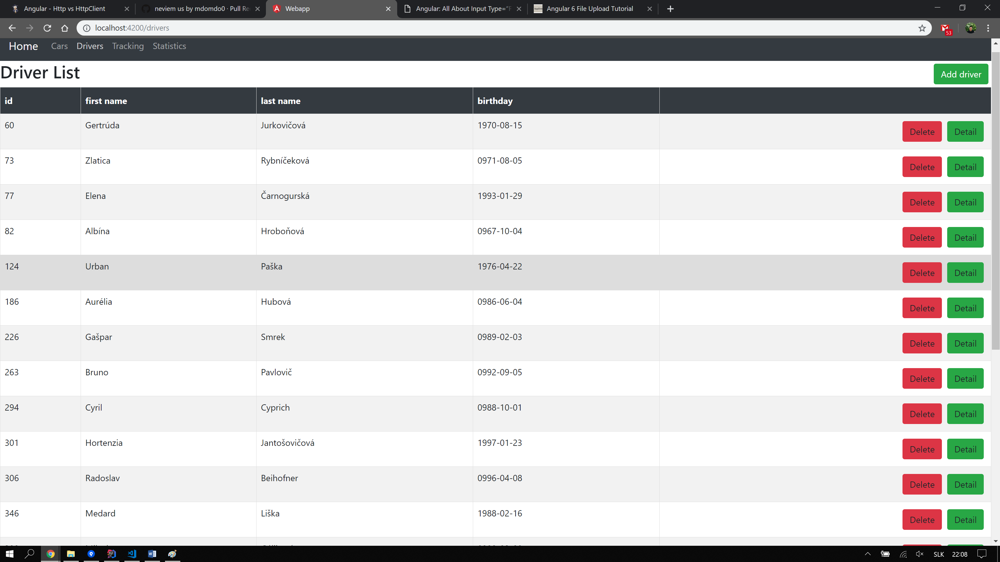 Angular - Http vs HttpClient neviem us by mdomdo0 · Pull Re Webapp Angular: All About Input Type=“F Angular 6 File Upload Tutorial
localhost:4200/drivers
53
Home Cars Drivers Tracking Statistics
Driver List Add driver
id first name last name birthday
60 Gertrúda Jurkovičová 1970-08-15 Delete Detail
73 Zlatica Rybníčeková 0971-08-05 Delete Detail
77 Elena Čarnogurská 1993-01-29 Delete Detail
82 Albína Hroboňová 0967-10-04 Delete Detail
124 Urban Paška 1976-04-22 Delete Detail
186 Aurélia Hubová 0986-06-04 Delete Detail
226 Gašpar Smrek 0989-02-03 Delete Detail
263 Bruno Pavlovič 0992-09-05 Delete Detail
294 Cyril Cyprich 0988-10-01 Delete Detail
301 Hortenzia Jantošovičová 1997-01-23 Delete Detail
306 Radoslav Beihofner 0996-04-08 Delete Detail
346 Medard Liška 1988-02-16 Delete Detail
SLK 22:08